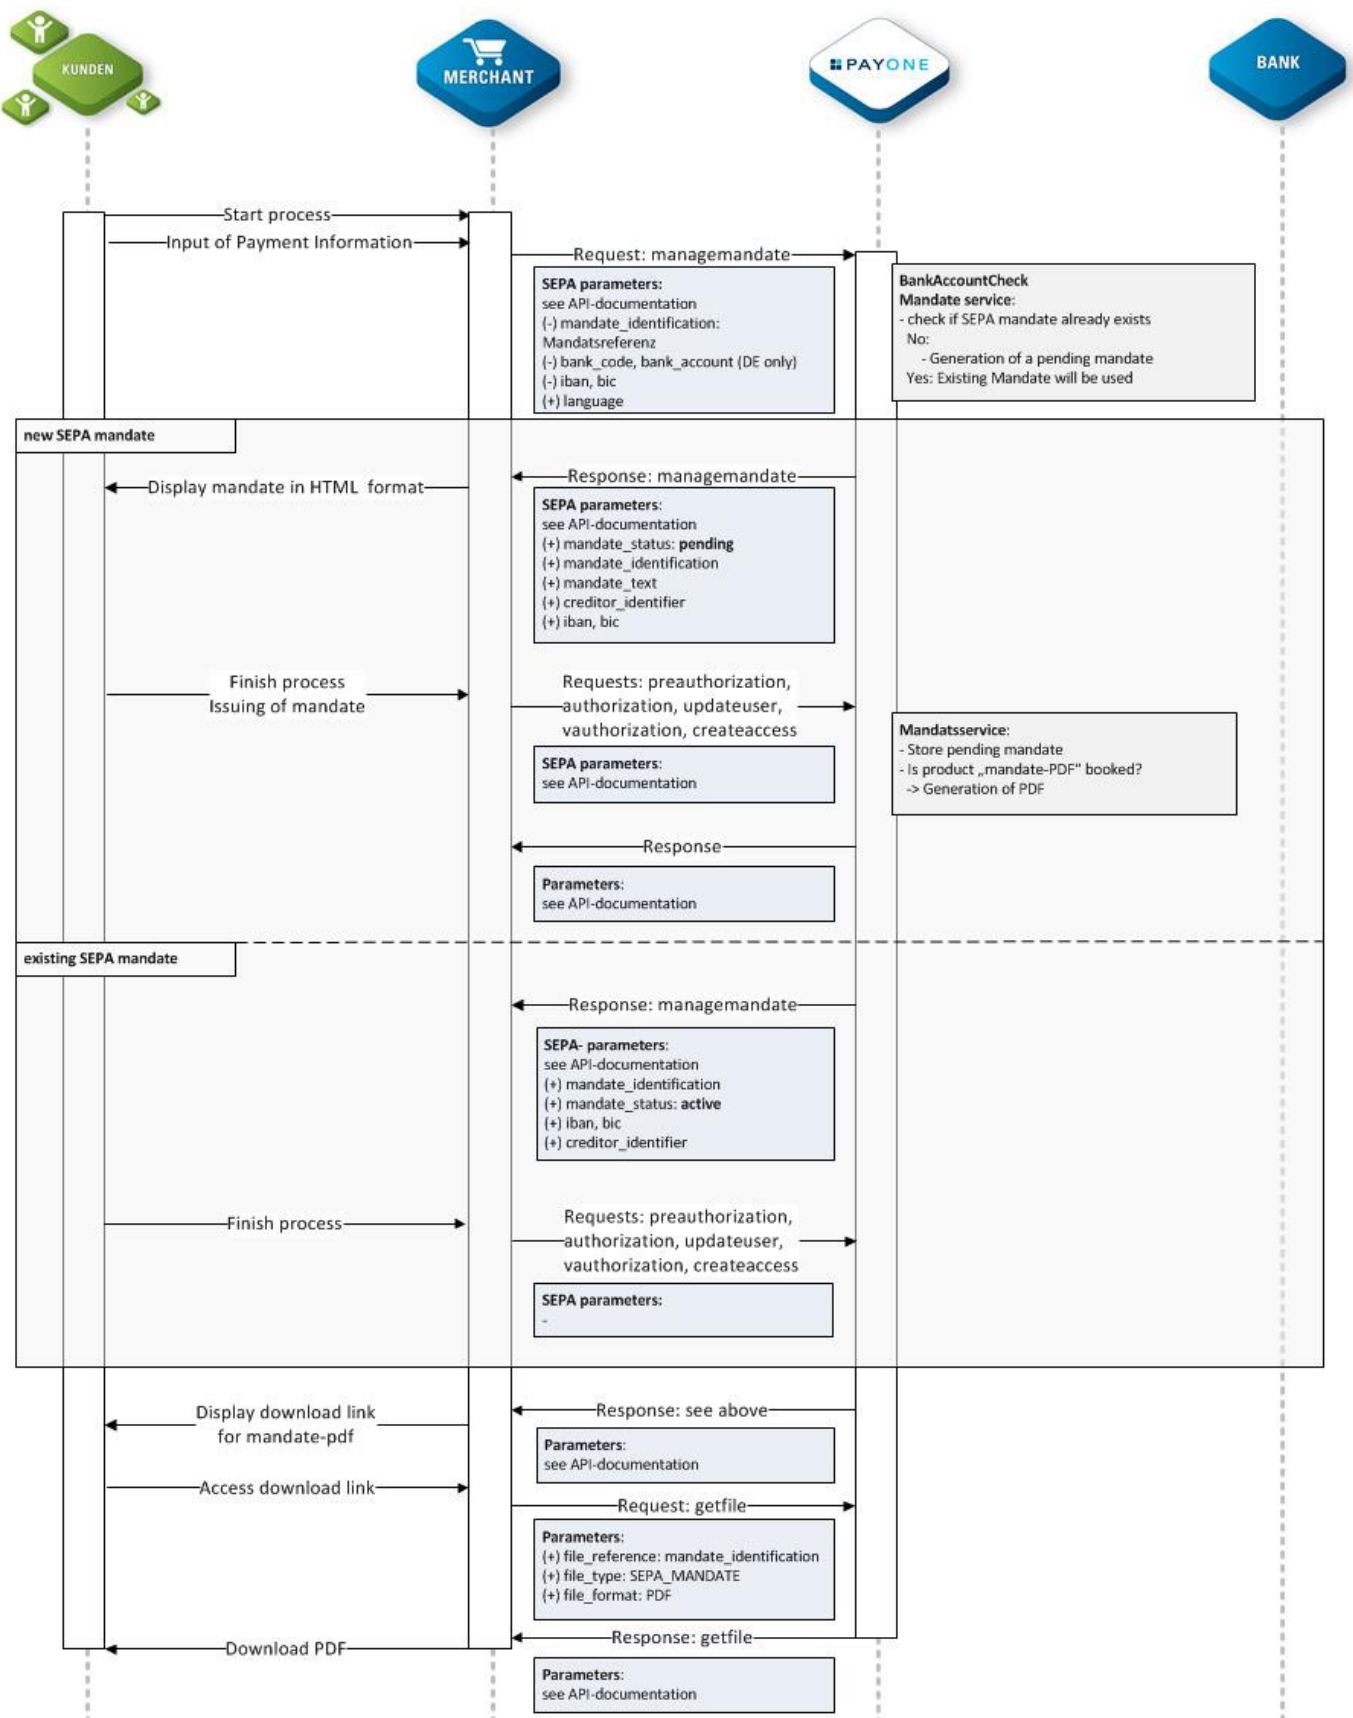 KUNDEN
MERCHANT
PAYONE
BANK
Start process
Input of Payment Information
Request: managemandate
SEPA parameters:
see API-documentation
(-) mandate_identification:
Mandatsreferenz
(-) bank_code, bank_account (DE only)
(-) iban, bic
(+) language
BankAccountCheck
Mandate service:
- check if SEPA mandate already exists
No:
- Generation of a pending mandate
Yes: Existing Mandate will be used
new SEPA mandate
Response: managemandate
Display mandate in HTML format
SEPA parameters:
see API-documentation
(+) mandate_status: pending
(+) mandate_identification
(+) mandate_text
(+) creditor_identifier
(+) iban, bic
Finish process
Issuing of mandate
Requests: preauthorization,
authorization, updateuser,
vauthorization, createaccess
SEPA parameters:
see API-documentation
Mandatsservice:
- Store pending mandate
- Is product „mandate-PDF“ booked?
-> Generation of PDF
Response
Parameters:
see API-documentation
existing SEPA mandate
Response: managemandate
SEPA- parameters:
see API-documentation
(+) mandate_identification
(+) mandate_status: active
(+) iban, bic
(+) creditor_identifier
Finish process
Requests: preauthorization,
authorization, updateuser,
vauthorization, createaccess
SEPA parameters:
-
Display download link
for mandate-pdf
Response: see above
Parameters:
see API-documentation
Access download link
Request: getfile
Parameters:
(+) file_reference: mandate_identification
(+) file_type: SEPA_MANDATE
(+) file_format: PDF
Response: getfile
Download PDF
Parameters:
see API-documentation